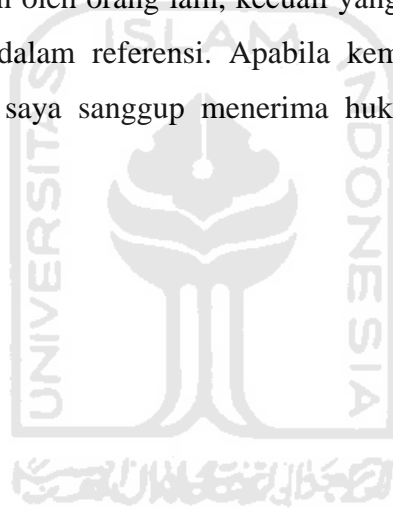 oleh orang lain, kecuali yang
dalam referensi. Apabila kem
saya sanggup menerima huk
ISLAM
UNIVERSITAS
INDONESIA